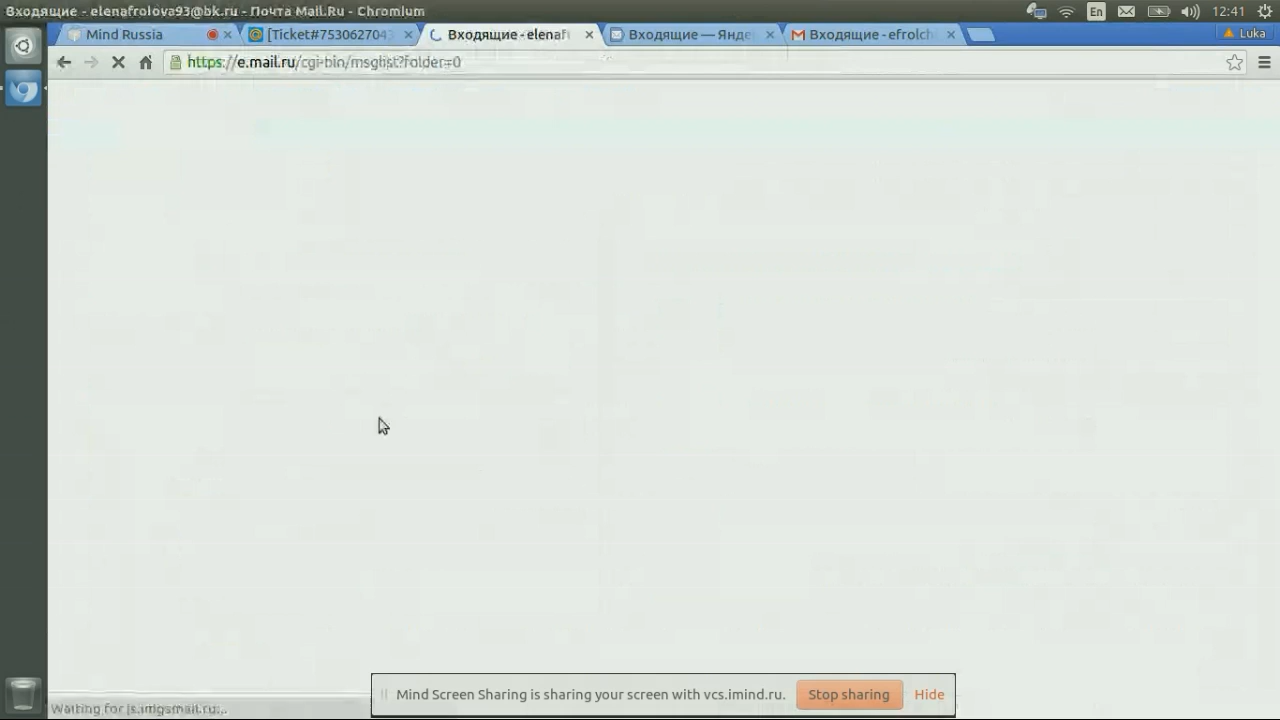 Входящие - elenafrolova93@bk.ru - Почта Mail.Ru - Chromium
En
12:41
Mind Russia
[Ticket#7530627043
Входящие - elenaf
Входящие — Янде
Входящие - efrolch
Luka
https://e.mail.ru/cgi-bin/msglist?folder=0
Mind Screen Sharing is sharing your screen with vcs.imind.ru.
Stop sharing
Hide
Waiting for js.imgsmail.ru...